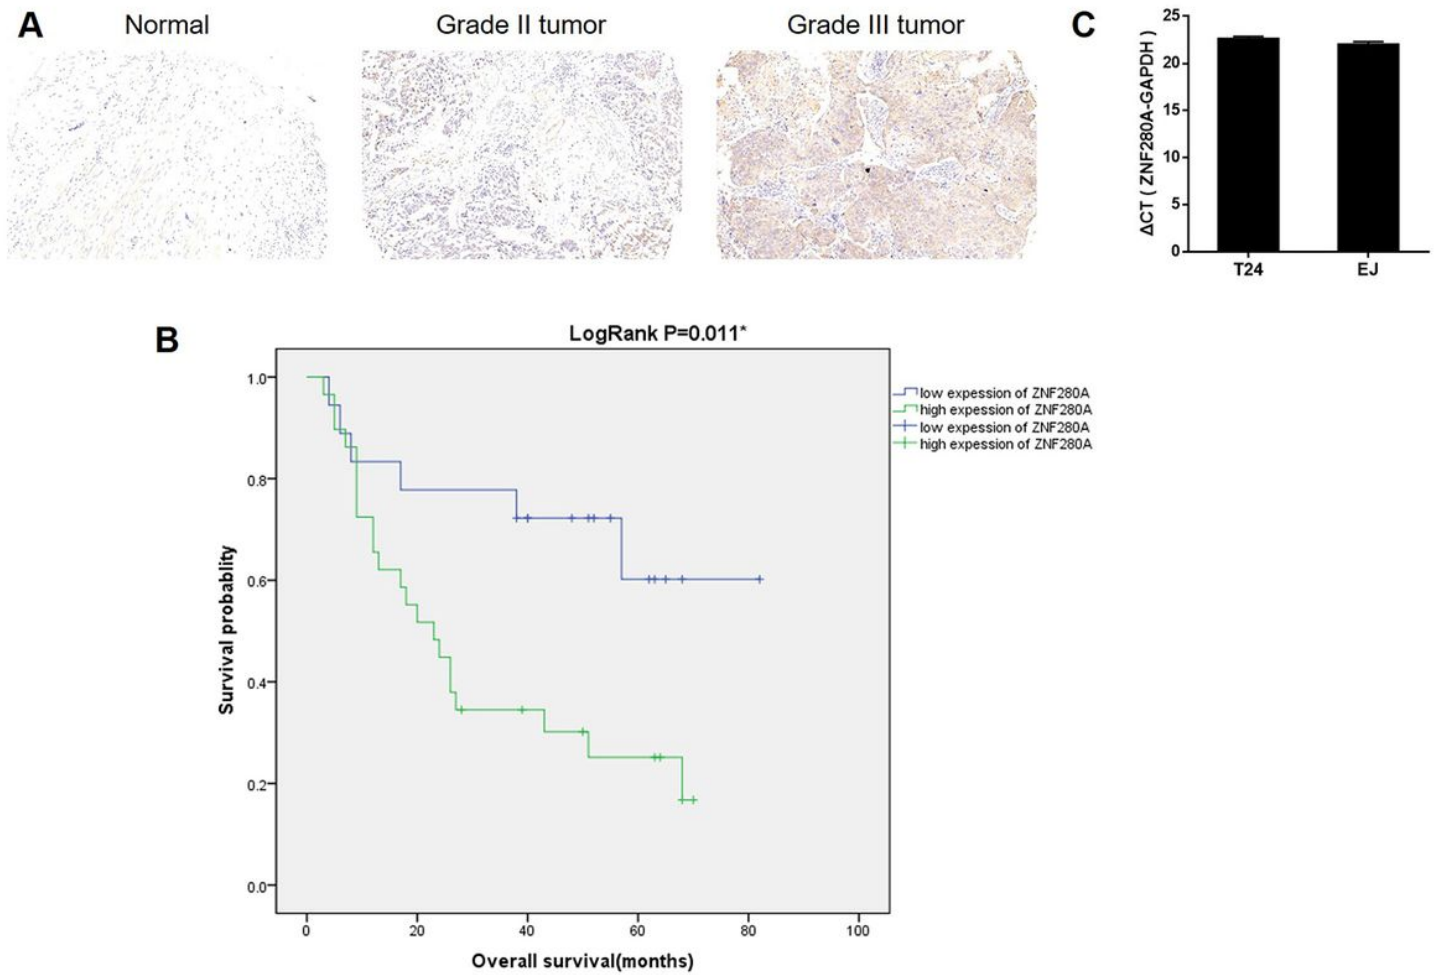 A
Normal
Grade II tumor
Grade III tumor
C
ΔCT ( ZNF280A-GAPDH )
25
20
15
10
5
0
T24
EJ
B
LogRank P=0.011*
Survival probablity
1.0
0.8
0.6
0.4
0.2
0.0
low expession of ZNF280A
high expession of ZNF280A
low expession of ZNF280A
high expession of ZNF280A
0
20
40
60
80
100
Overall survival(months)